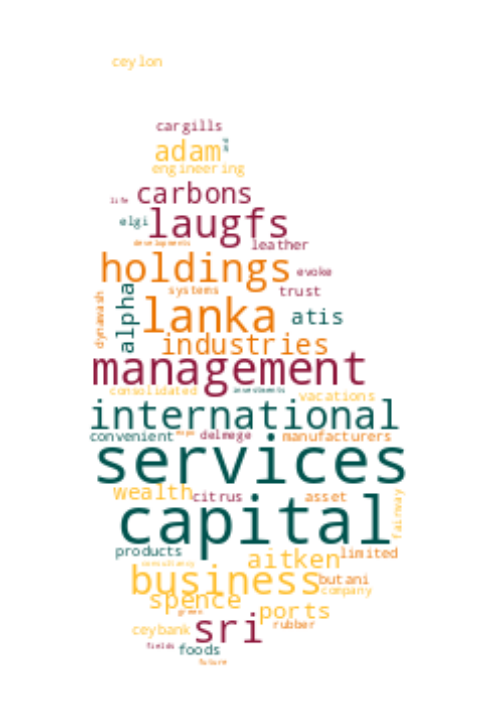 ceylon
cargills
adam
engineering
life carbons
elgi laugfs
developments leather
holdings evoke
systems trust
dynawash alpha lanka atis
industries
management
consolidated investments vacations
international
convenient delmege manufacturers
services
wealth citrus asset fairway
capital
products aitken limited
consultancy
business butani
company
spence ports
green
ceybank sri rubber
fields foods
future